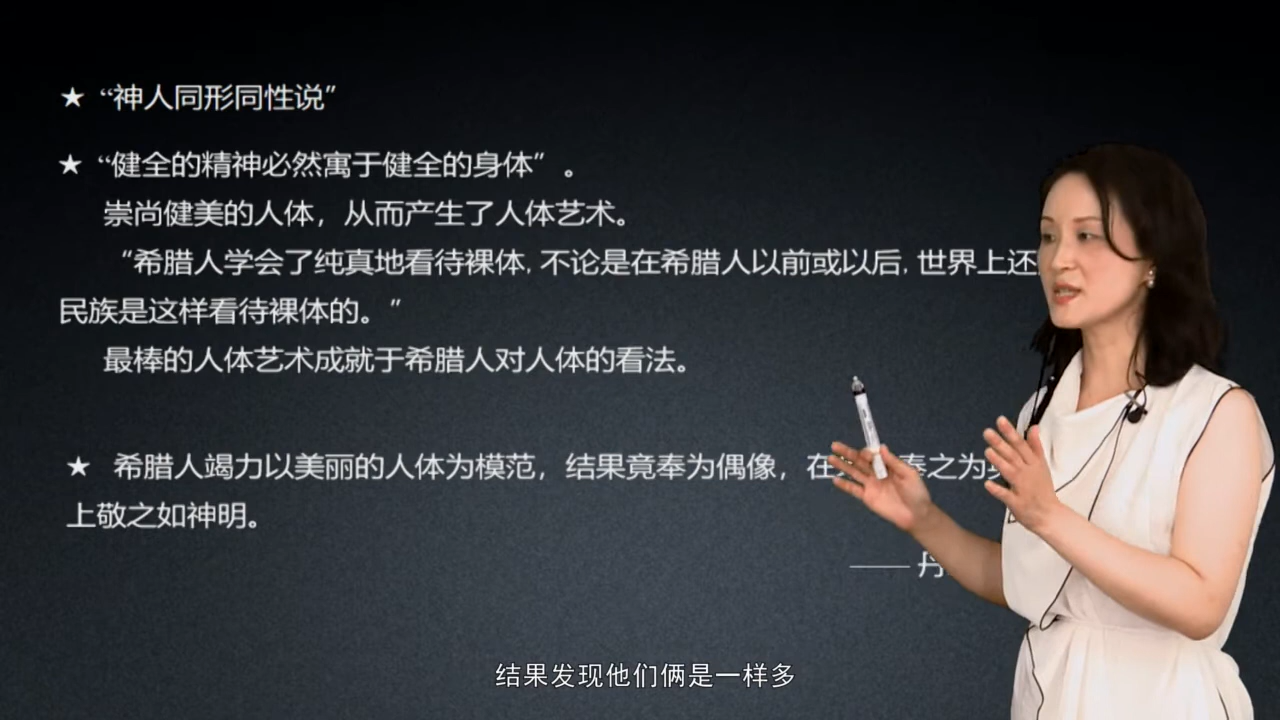 ★ “神人同形同性说”
★ “健全的精神必然寓于健全的身体”。
崇尚健美的人体，从而产生了人体艺术。
“希腊人学会了纯真地看待裸体,不论是在希腊人以前或以后,世界上还
民族是这样看待裸体的。”
最棒的人体艺术成就于希腊人对人体的看法。
★ 希腊人竭力以美丽的人体为模范，结果竟奉为偶像，在 奉之为
上敬之如神明。
—— 丹
结果发现他们俩是一样多